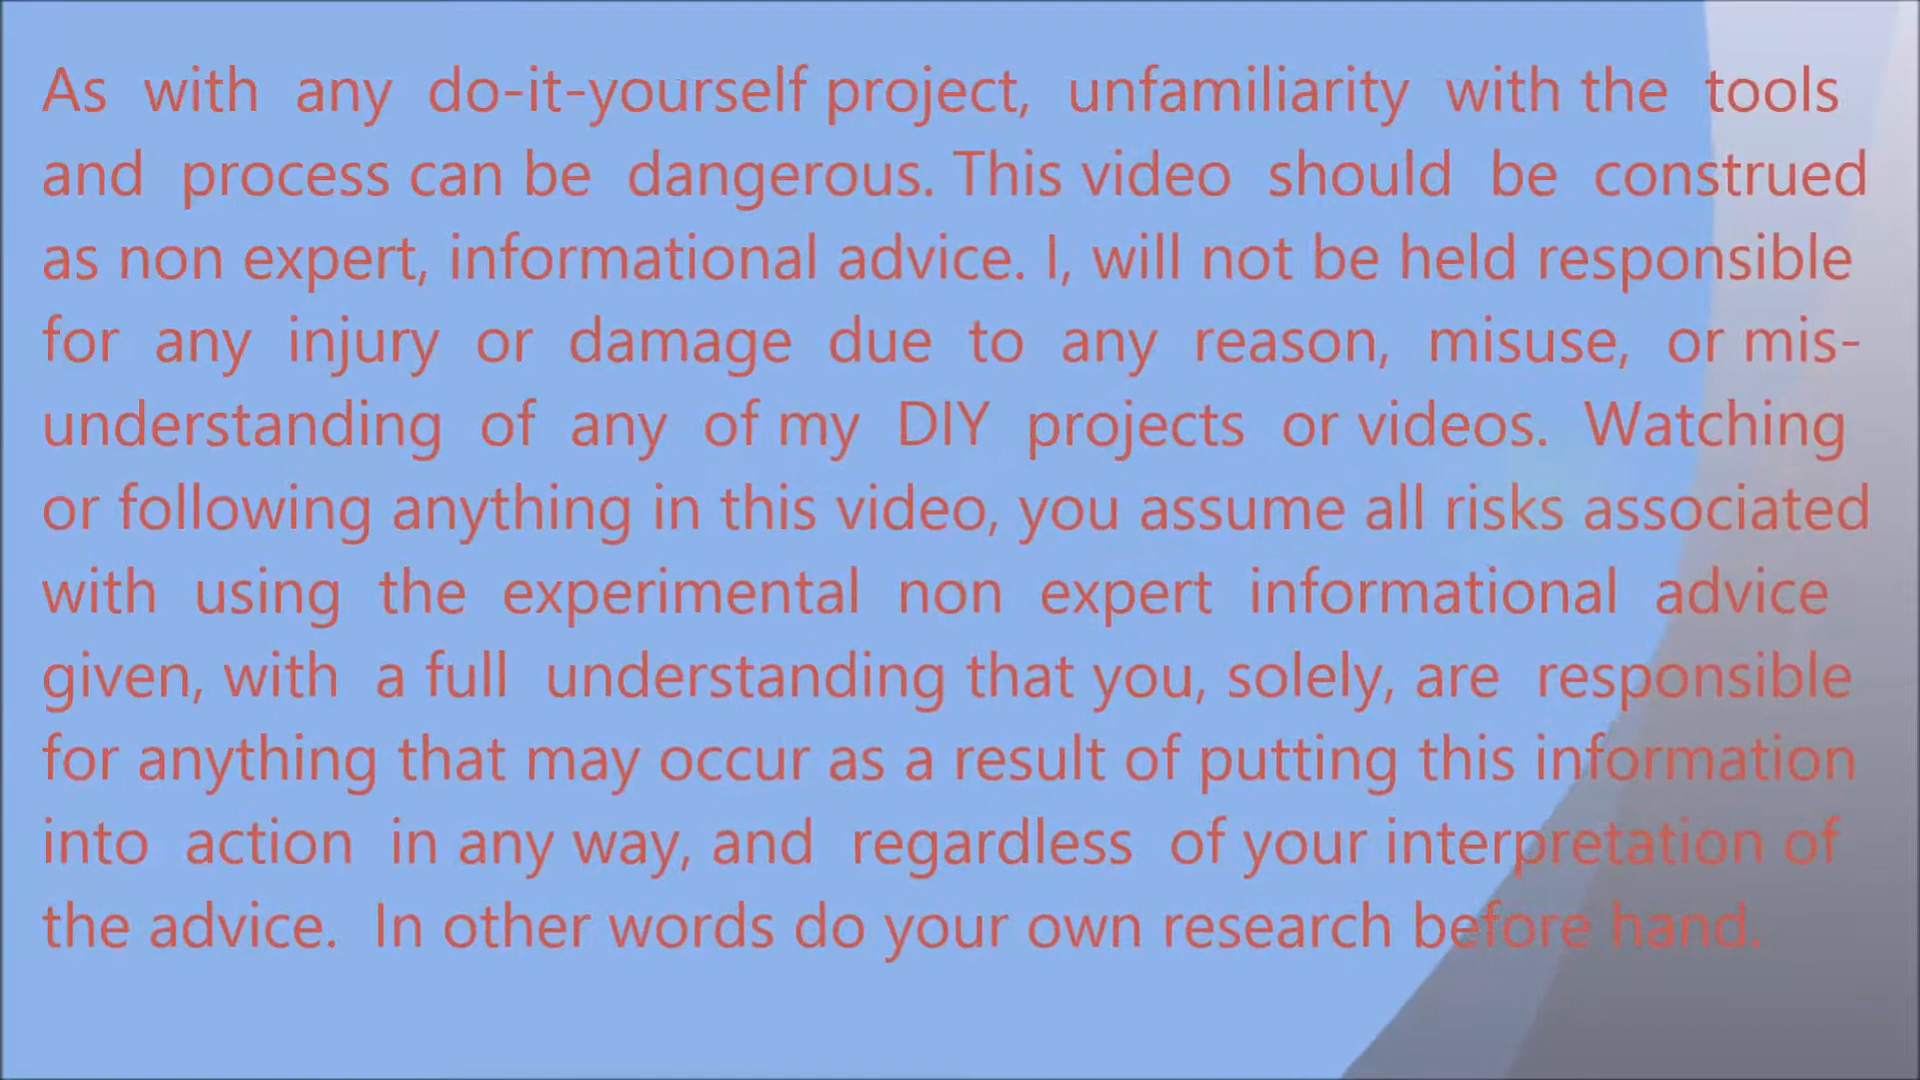 As with any do-it-yourself project, unfamiliarity with the tools
and process can be dangerous. This video should be construed
as non expert, informational advice. I, will not be held responsible
for any injury or damage due to any reason, misuse, or mis-
understanding of any of my DIY projects or videos. Watching
or following anything in this video, you assume all risks associated
with using the experimental non expert informational advice
given, with a full understanding that you, solely, are responsible
for anything that may occur as a result of putting this information
into action in any way, and regardless of your interpretation of
the advice. In other words do your own research before hand.